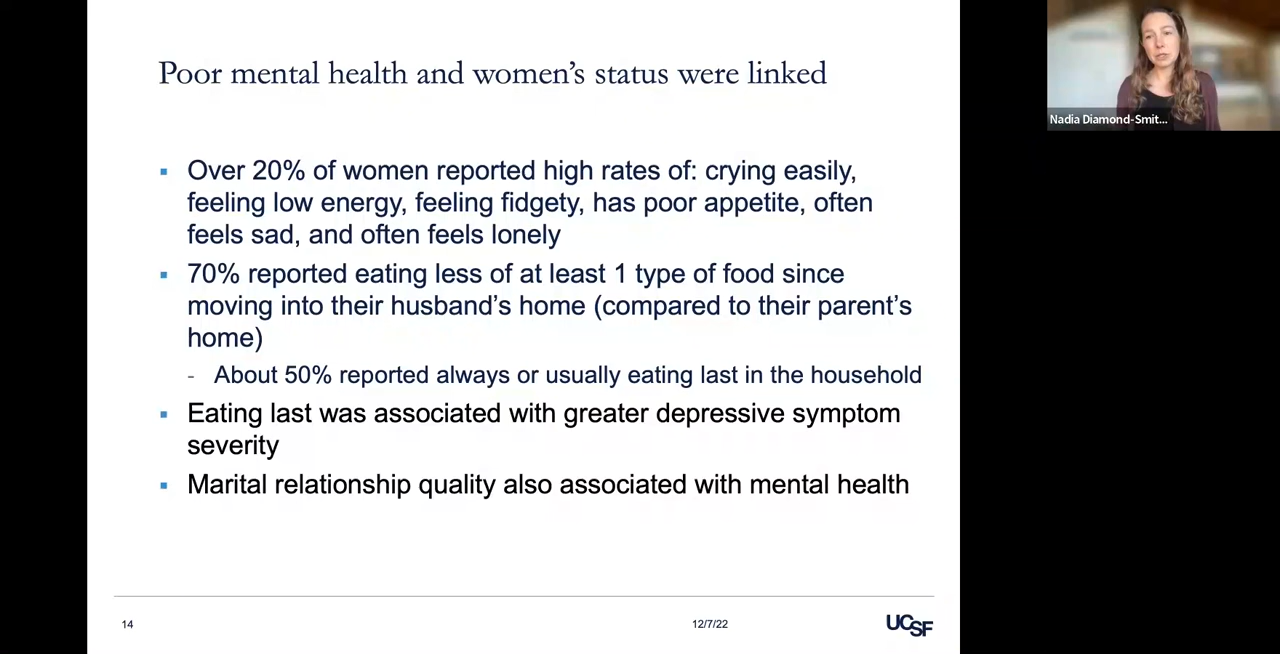 Poor mental health and women’s status were linked
▪ Over 20% of women reported high rates of: crying easily,
feeling low energy, feeling fidgety, has poor appetite, often
feels sad, and often feels lonely
▪ 70% reported eating less of at least 1 type of food since
moving into their husband’s home (compared to their parent’s
home)
- About 50% reported always or usually eating last in the household
▪ Eating last was associated with greater depressive symptom
severity
▪ Marital relationship quality also associated with mental health
14
12/7/22
UCSF
Nadia Diamond-Smit...